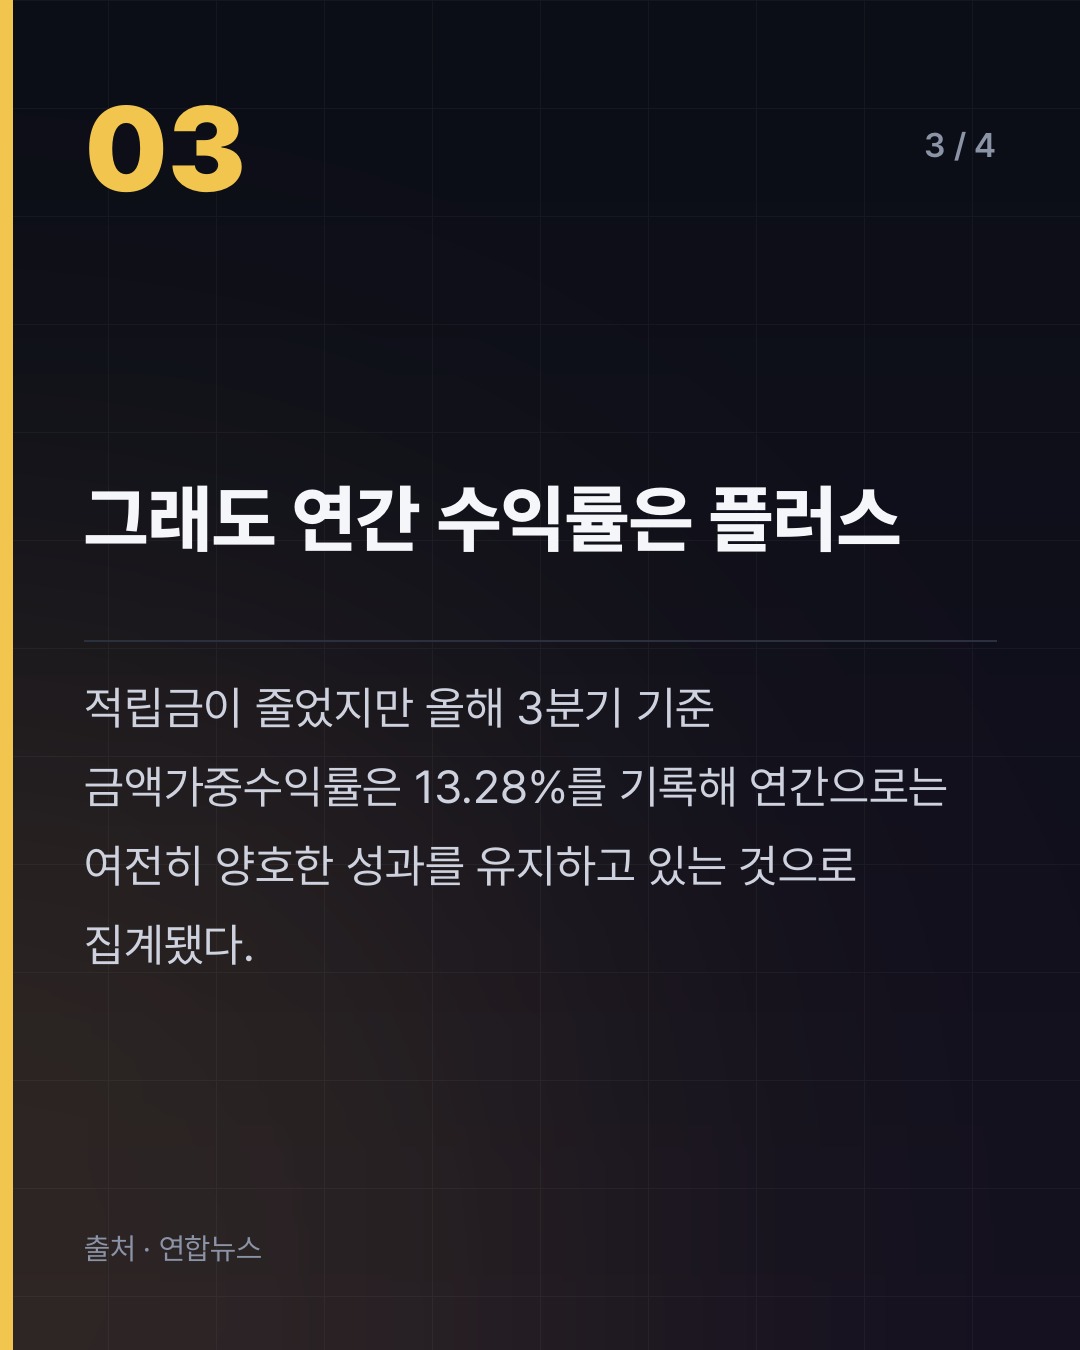 03
3 / 4
그래도 연간 수익률은 플러스
적립금이 줄었지만 올해 3분기 기준
금액가중수익률은 13.28%를 기록해 연간으로는
여전히 양호한 성과를 유지하고 있는 것으로
집계됐다.
출처 · 연합뉴스